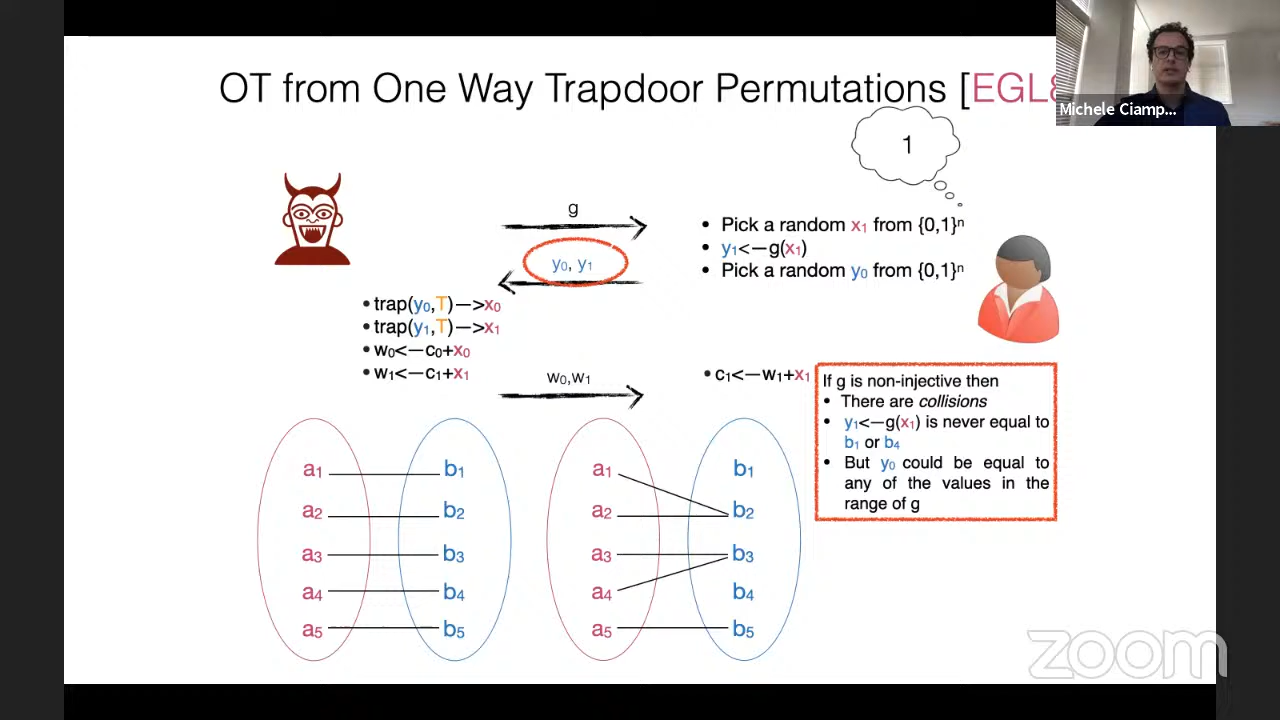 OT from One Way Trapdoor Permutations [EGL
Michele Ciamp...
1
g
• Pick a random x₁ from {0,1}ⁿ
• y₁<—g(x₁)
• Pick a random y₀ from {0,1}ⁿ
y₀, y₁
• trap(y₀,T)—>x₀
• trap(y₁,T)—>x₁
• w₀<—c₀+x₀
• w₁<—c₁+x₁
w₀,w₁
• c₁<—w₁+x₁
If g is non-injective then
• There are collisions
• y₁<—g(x₁) is never equal to
b₁ or b₄
• But y₀ could be equal to
any of the values in the
range of g
a₁ b₁ a₁ b₁
a₂ b₂ a₂ b₂
a₃ b₃ a₃ b₃
a₄ b₄ a₄ b₄
a₅ b₅ a₅ b₅
zoom